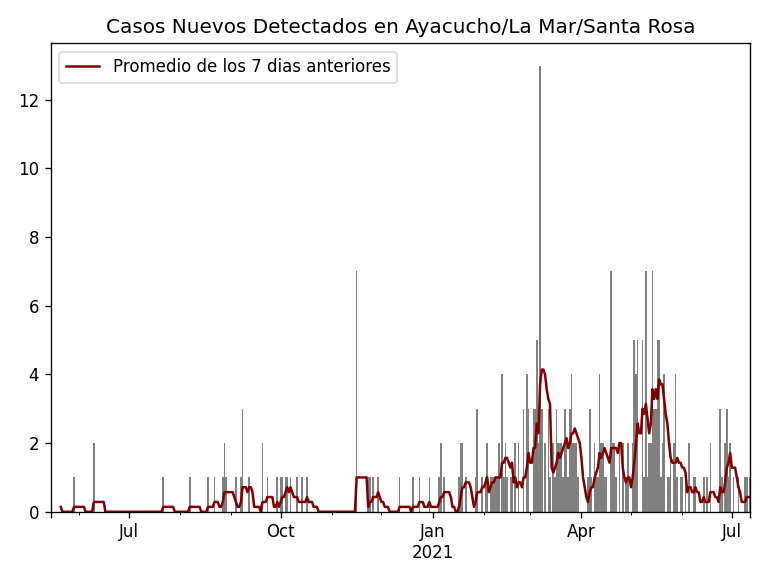 Casos Nuevos Detectados en Ayacucho/La Mar/Santa Rosa
Promedio de los 7 dias anteriores
12
10
8
6
4
2
0
Jul
Oct
Jan
2021
Apr
Jul